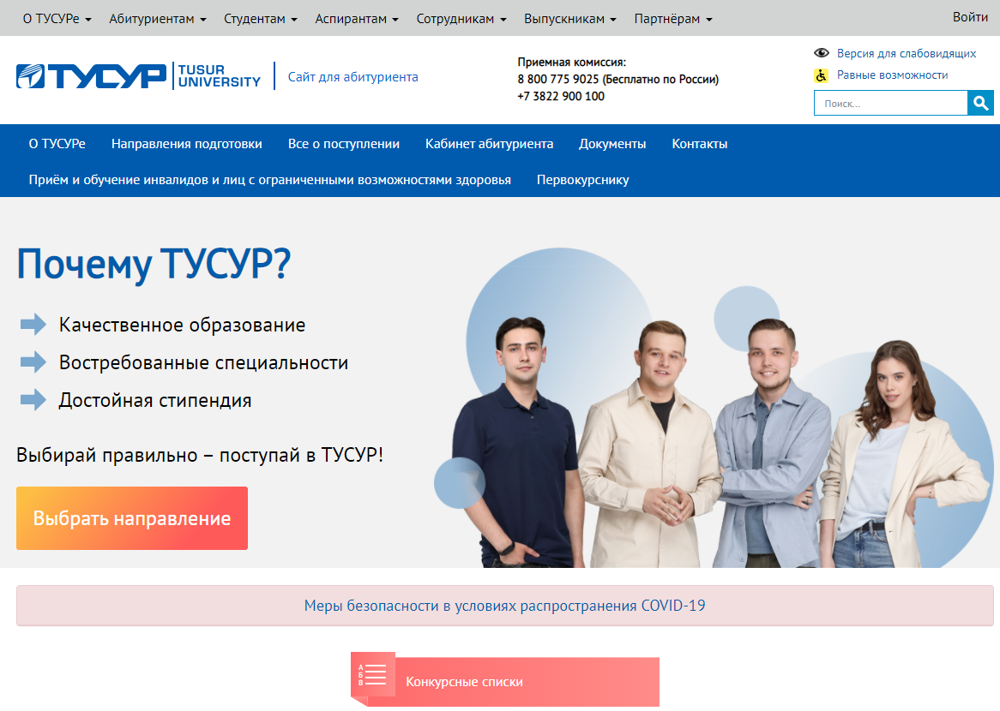 О ТУСУРе Абитуриентам Студентам Аспирантам Сотрудникам Выпускникам Партнёрам Войти
ТУСУР TUSUR UNIVERSITY
Сайт для абитуриента
Приемная комиссия:
8 800 775 9025 (Бесплатно по России)
+7 3822 900 100
Версия для слабовидящих
Равные возможности
Поиск...
О ТУСУРе Направления подготовки Все о поступлении Кабинет абитуриента Документы Контакты
Приём и обучение инвалидов и лиц с ограниченными возможностями здоровья Первокурснику
Почему ТУСУР?
Качественное образование
Востребованные специальности
Достойная стипендия
Выбирай правильно – поступай в ТУСУР!
Выбрать направление
Меры безопасности в условиях распространения COVID-19
А
Б
В
Конкурсные списки